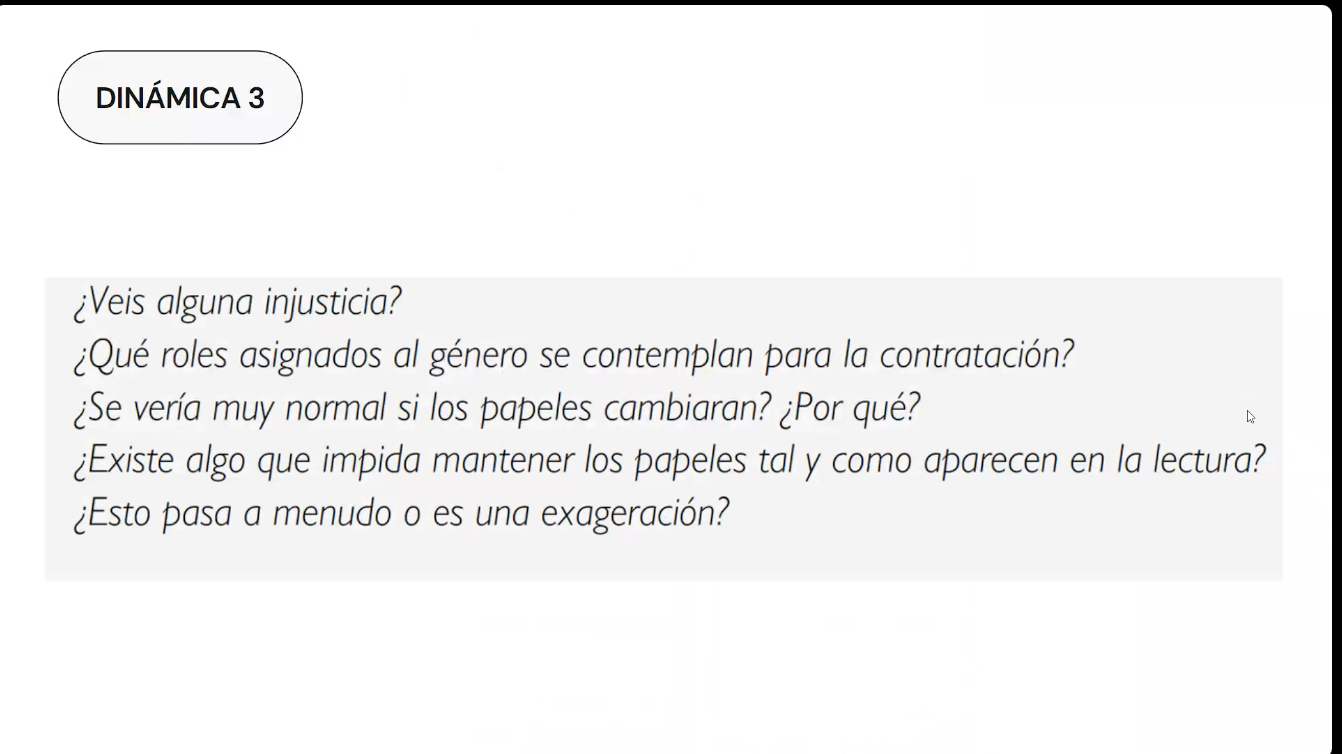 DINÁMICA 3
¿Veis alguna injusticia?
¿Qué roles asignados al género se contemplan para la contratación?
¿Se vería muy normal si los papeles cambiaran? ¿Por qué?
¿Existe algo que impida mantener los papeles tal y como aparecen en la lectura?
¿Esto pasa a menudo o es una exageración?